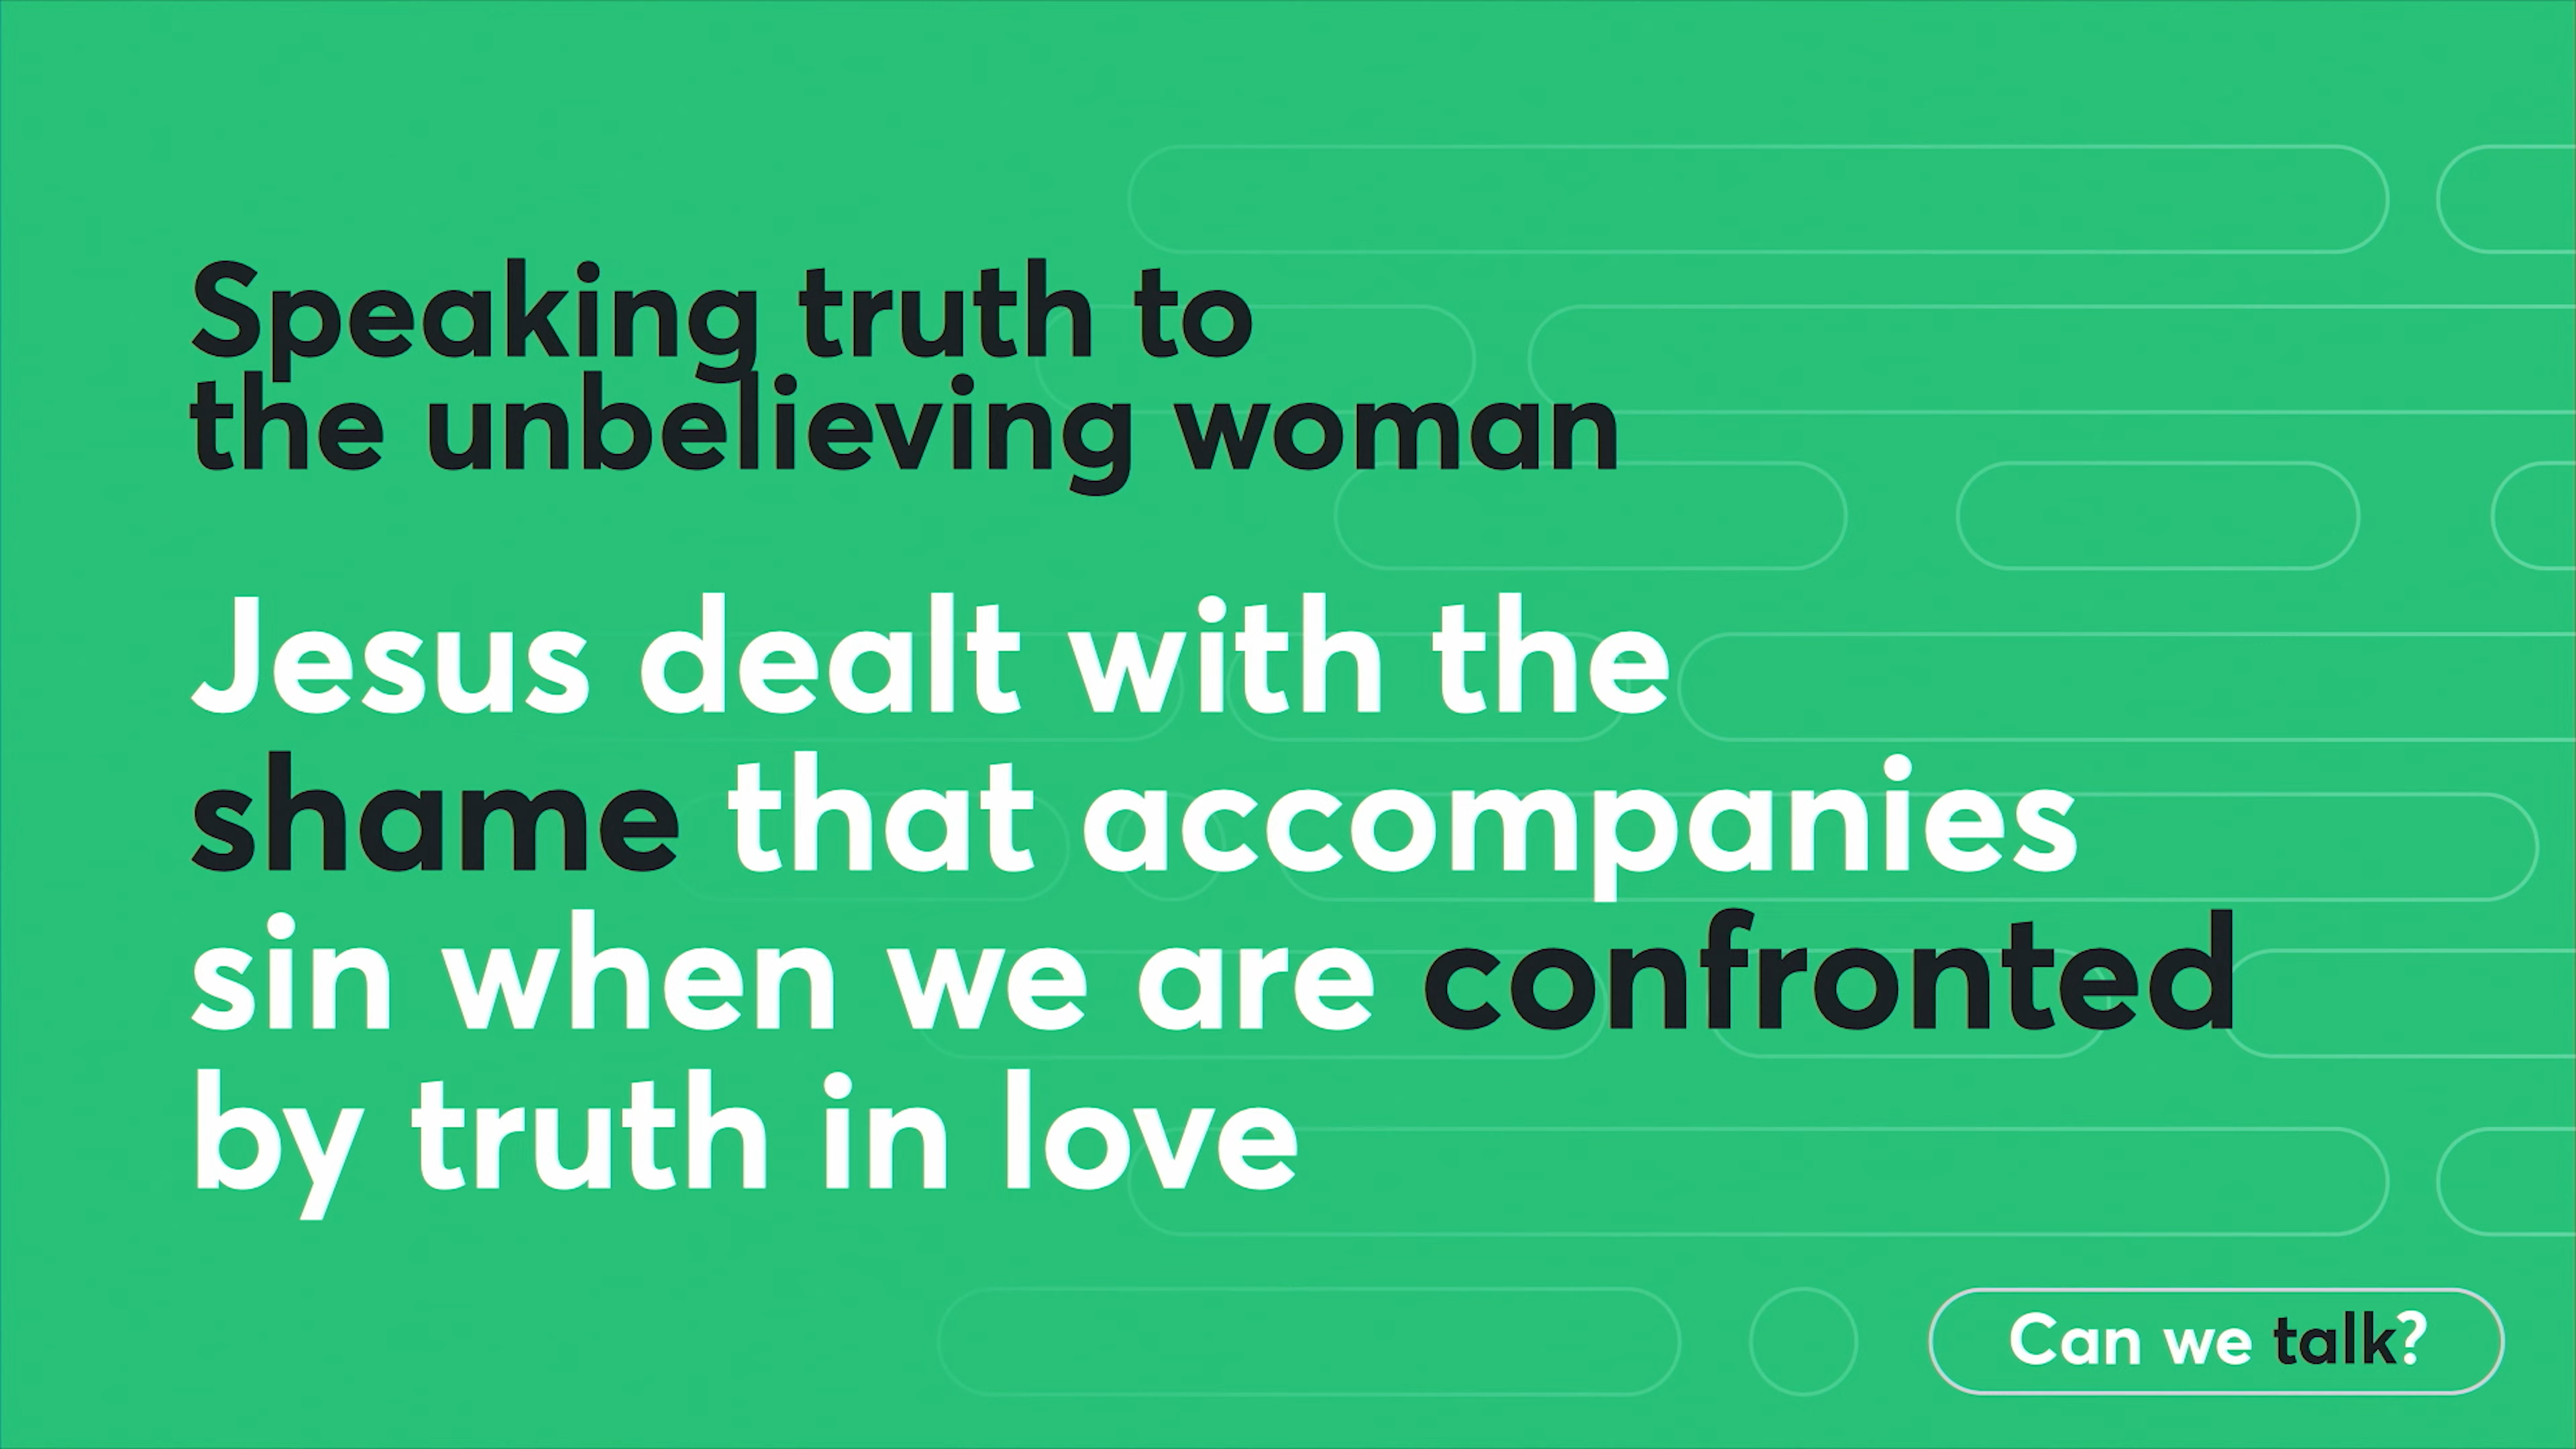 Speaking truth to
the unbelieving woman
Jesus dealt with the
shame that accompanies
sin when we are confronted
by truth in love
Can we talk?